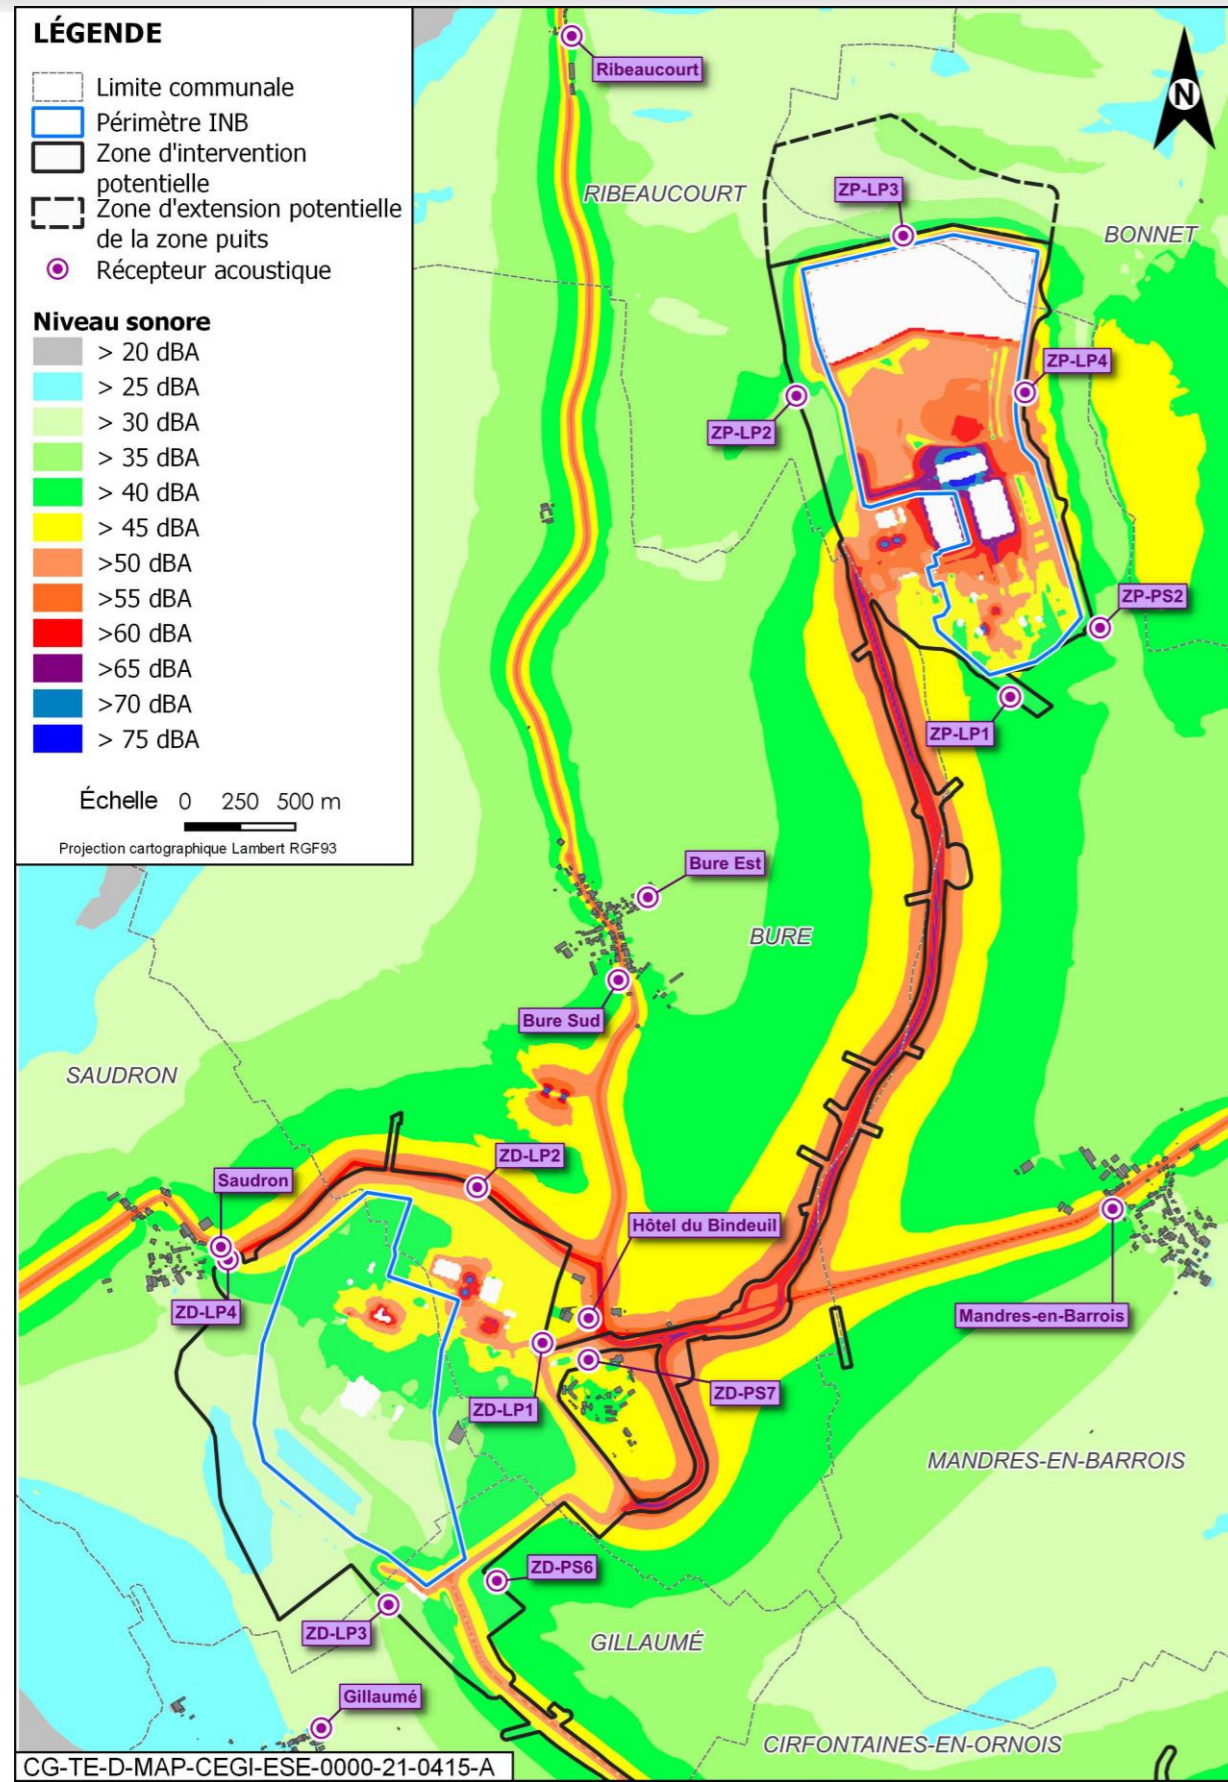 LÉGENDE
Limite communale
Périmètre INB
Zone d'intervention
potentielle
Zone d'extension potentielle
de la zone puits
Récepteur acoustique
Niveau sonore
> 20 dBA
> 25 dBA
> 30 dBA
> 35 dBA
> 40 dBA
> 45 dBA
>50 dBA
>55 dBA
>60 dBA
>65 dBA
>70 dBA
> 75 dBA
Échelle 0 250 500 m
Projection cartographique Lambert RGF93
N
Ribeaucourt
RIBEAUCOURT
ZP-LP3
BONNET
ZP-LP4
ZP-LP2
ZP-PS2
ZP-LP1
Bure Est
BURE
Bure Sud
SAUDRON
ZD-LP2
Saudron
Hôtel du Bindeuil
ZD-LP4
Mandres-en-Barrois
ZD-PS7
ZD-LP1
MANDRES-EN-BARROIS
ZD-PS6
ZD-LP3
GILLAUMÉ
Gillaumé
CIRFONTAINES-EN-ORNOIS
CG-TE-D-MAP-CEGI-ESE-0000-21-0415-A